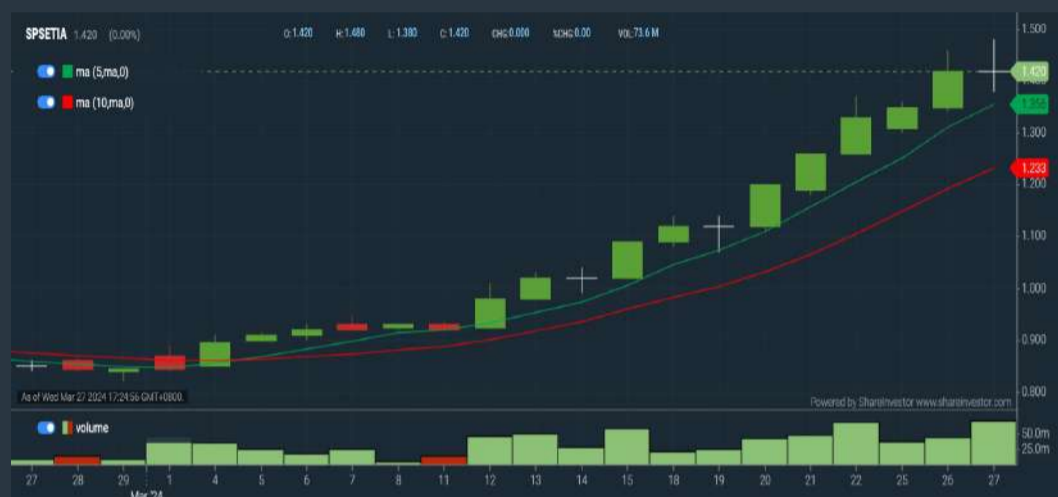 SPSETIA 1.420 (0.00%) O:1.420 H:1.480 L:1.380 C:1.420 CHG:0.000 %CHG:0.00 VOL:73.6 M
ma (5,ma,0)
ma (10,ma,0)
1.500
1.420
1.356
1.300
1.233
1.200
1.100
1.000
0.900
0.800
As of Wed Mar 27 2024 17:24:56 GMT+0800.
Powered by ShareInvestor www.shareinvestor.com
volume
50.0m
25.0m
27 28 29 1 4 5 6 7 8 11 12 13 14 15 18 19 20 21 22 25 26 27
Mar '24